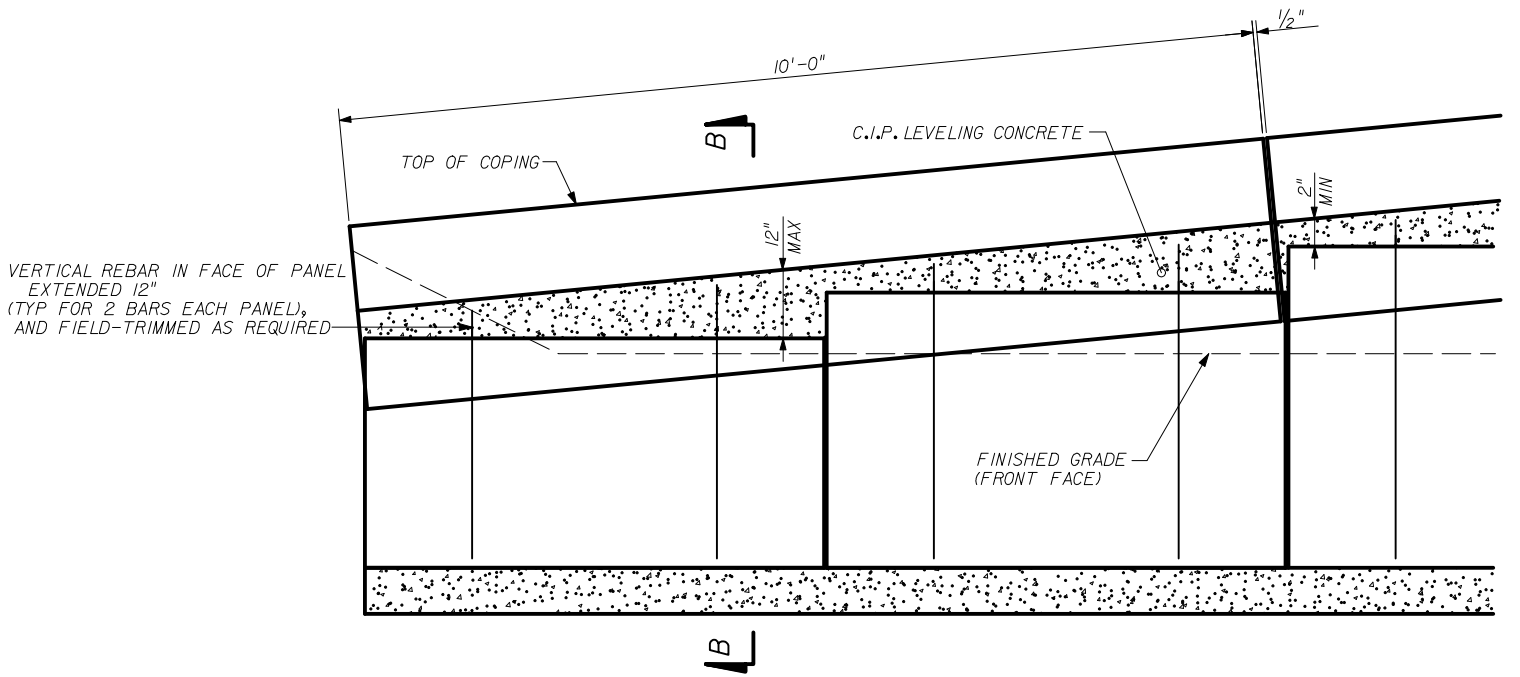 1/2"
10'-0"
B
C.I.P. LEVELING CONCRETE
TOP OF COPING
2"
MIN
12"
MAX
VERTICAL REBAR IN FACE OF PANEL
EXTENDED 12"
(TYP FOR 2 BARS EACH PANEL),
AND FIELD-TRIMMED AS REQUIRED
FINISHED GRADE
(FRONT FACE)
B